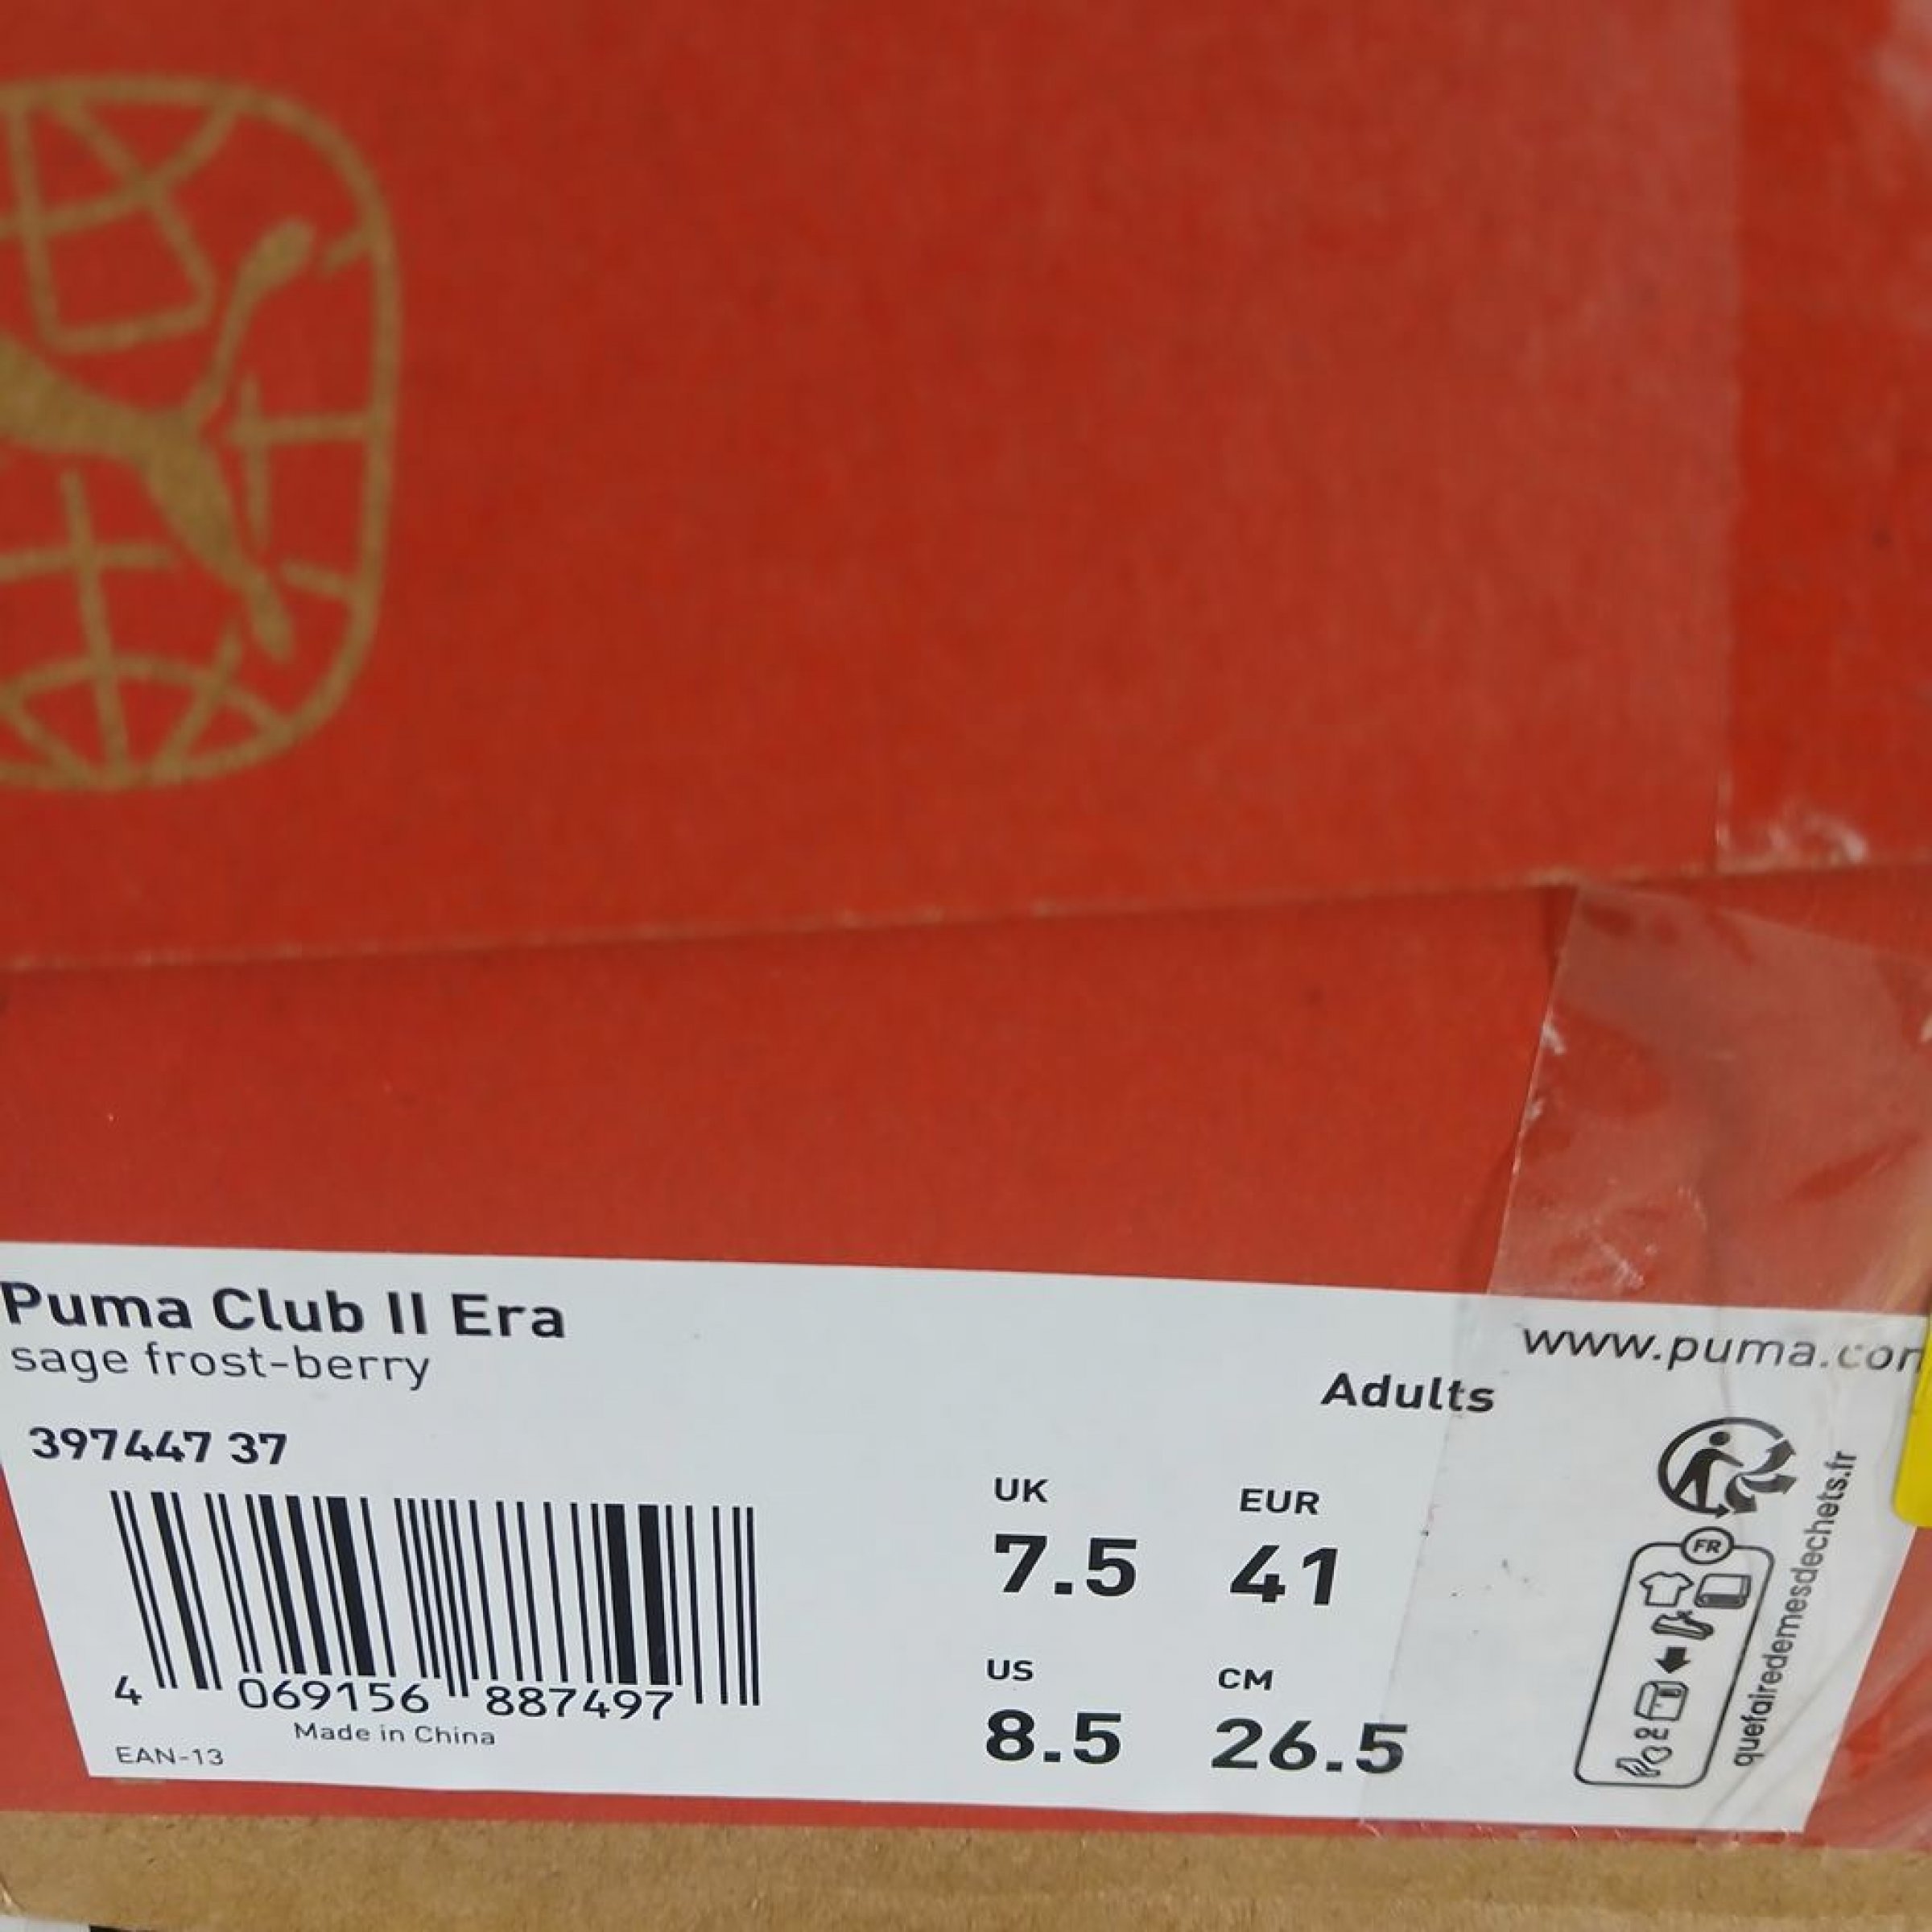 Puma Club II Era
sage frost-berry
www.puma.com
Adults
397447 37
UK EUR
7.5 41
US CM
8.5 26.5
4 069156 887497
Made in China
EAN-13
FR
quefairedemesdechets.fr